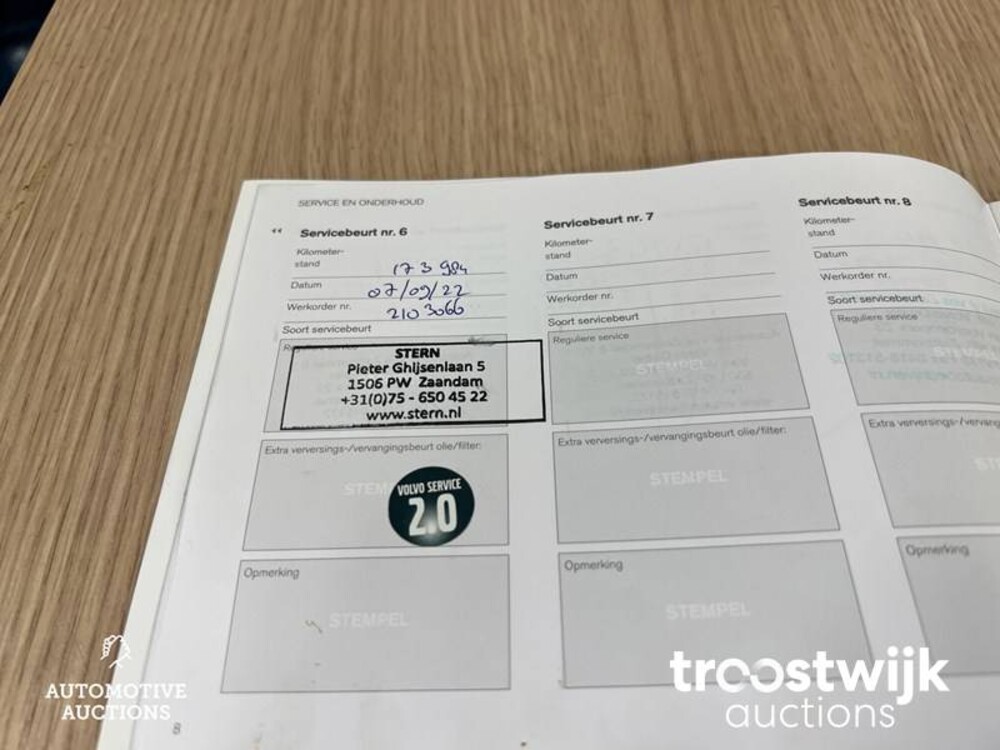 SERVICE EN ONDERHOUD
Servicebeurt nr. 6
Kilometer-
stand
173984
Datum
07/09/22
Werkorder nr.
2103066
Soort servicebeurt
STERN
Pieter Ghijsenlaan 5
1506 PW Zaandam
+31(0)75 - 650 45 22
www.stern.nl
Extra verversings-/vervangingsbeurt olie/filter:
VOLVO SERVICE
2.0
Opmerking
STEMPEL
8
Servicebeurt nr. 7
Kilometer-
stand
Datum
Werkorder nr.
Soort servicebeurt
Reguliere service
STEMPEL
Extra verversings-/vervangingsbeurt olie/filter:
STEMPEL
Opmerking
STEMPEL
Servicebeurt nr. 8
Kilometer-
stand
Datum
Werkorder nr.
Soort servicebeurt
Reguliere service
Extra verversings-/vervang
Opmerking
AUTOMOTIVE
AUCTIONS
troostwijk
auctions